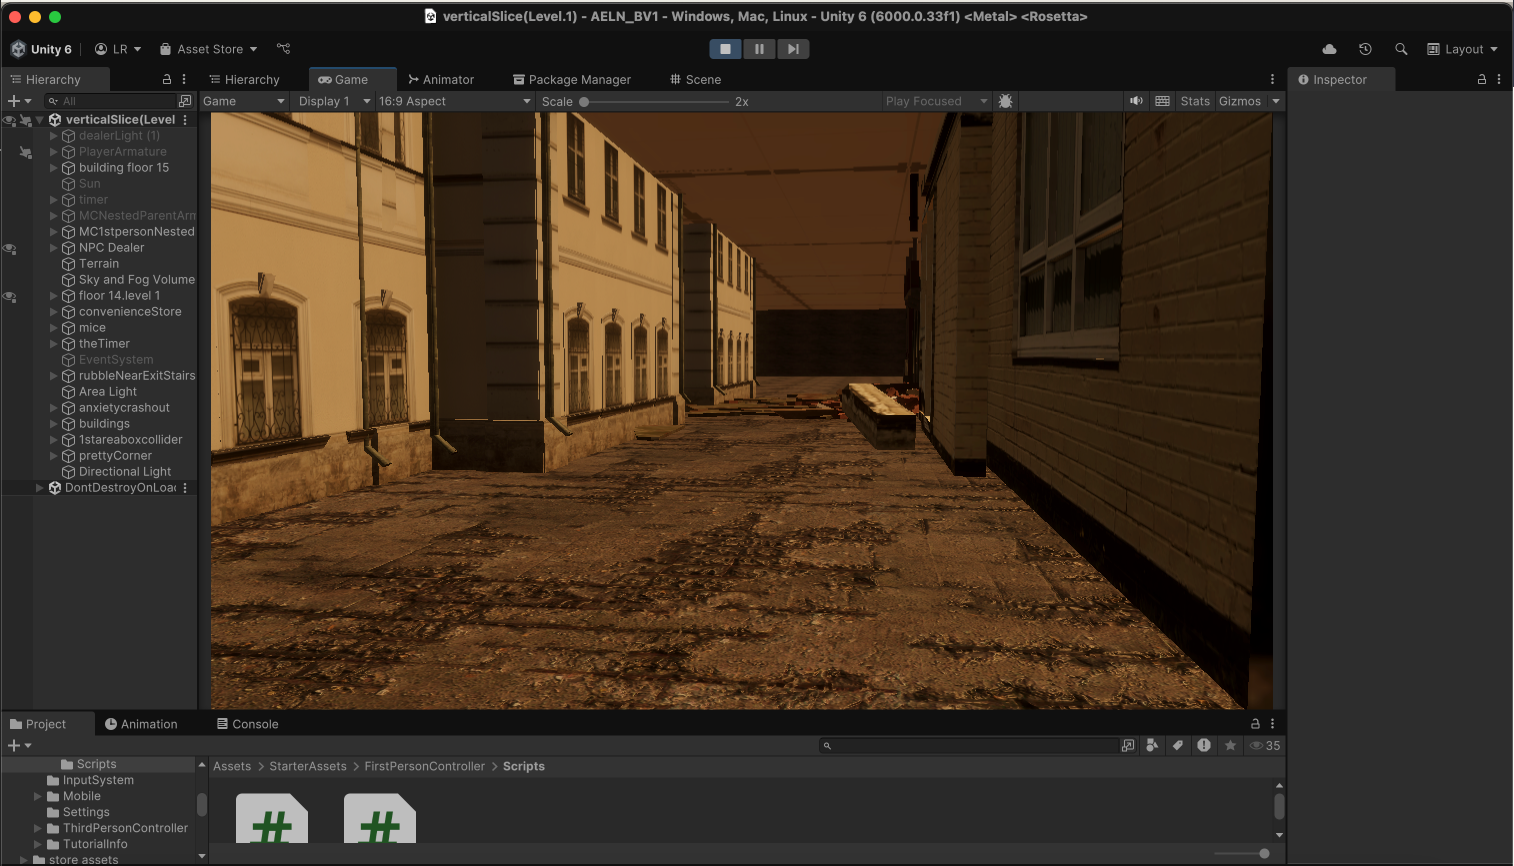 verticalSlice(Level.1) - AELN_BV1 - Windows, Mac, Linux - Unity 6 (6000.0.33f1) <Metal> <Rosetta>
Unity 6 LR Asset Store Layout
Hierarchy Hierarchy Game Animator Package Manager Scene Inspector
All Game Display 1 16:9 Aspect Scale 2x Play Focused Stats Gizmos
verticalSlice(Level
dealerLight (1)
PlayerArmature
building floor 15
Sun
timer
MCNestedParentArm
MC1stpersonNested
NPC Dealer
Terrain
Sky and Fog Volume
floor 14.level 1
convenienceStore
mice
theTimer
EventSystem
rubbleNearExitStairs
Area Light
anxietycrashout
buildings
1stareaboxcollider
prettyCorner
Directional Light
DontDestroyOnLoad
Project Animation Console
35
Scripts
InputSystem
Mobile
Settings
ThirdPersonController
TutorialInfo
store assets
Assets > StarterAssets > FirstPersonController > Scripts
# #